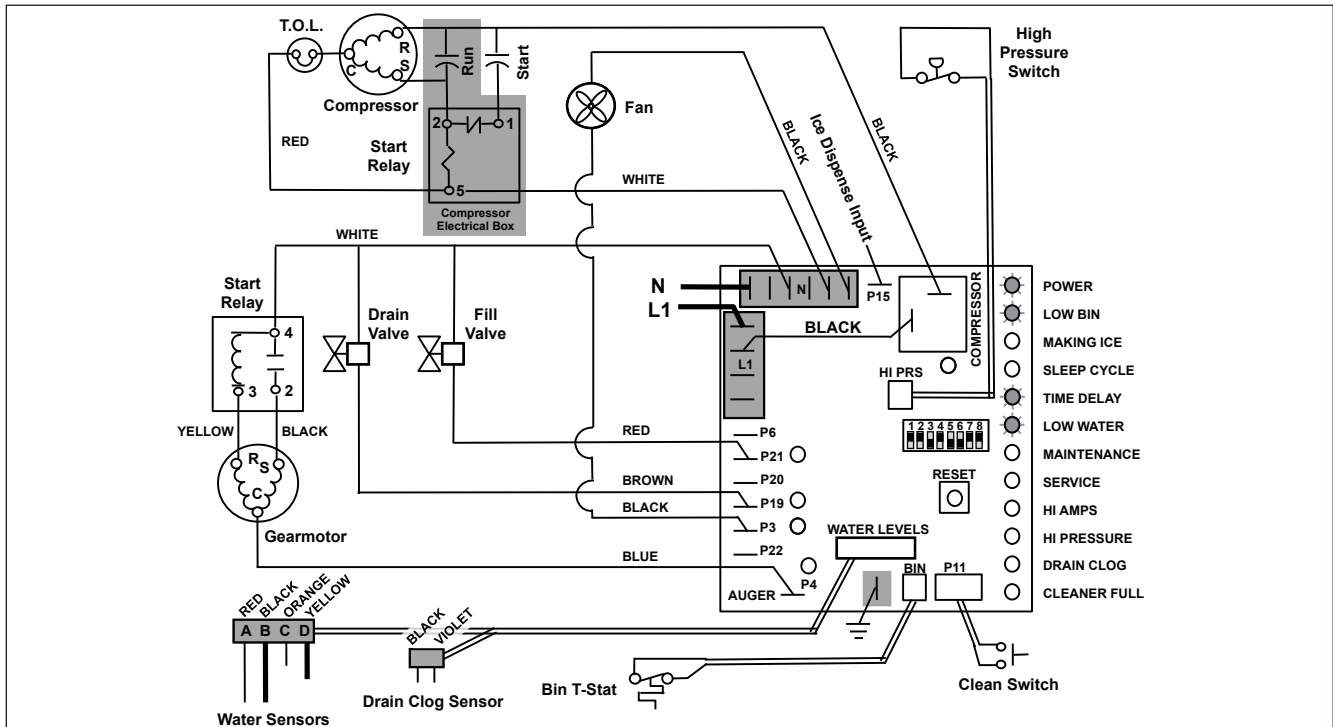 T.O.L.
R
S
C
Compressor
Run
Start
2
1
5
Start
Relay
Compressor
Electrical Box
RED
WHITE
Fan
BLACK
Ice Dispense Input
BLACK
High
Pressure
Switch
WHITE
Start
Relay
4
3
2
YELLOW
BLACK
R
S
C
Gearmotor
Drain
Valve
Fill
Valve
N
L1
N
P15
L1
BLACK
COMPRESSOR
HI PRS
1 2 3 4 5 6 7 8
RESET
POWER
LOW BIN
MAKING ICE
SLEEP CYCLE
TIME DELAY
LOW WATER
MAINTENANCE
SERVICE
HI AMPS
HI PRESSURE
DRAIN CLOG
CLEANER FULL
RED
BROWN
BLACK
BLUE
P6
P21
P20
P19
P3
P22
P4
AUGER
WATER LEVELS
BIN
P11
RED
BLACK
ORANGE
YELLOW
A B C D
Water Sensors
BLACK
VIOLET
Drain Clog Sensor
Bin T-Stat
Clean Switch